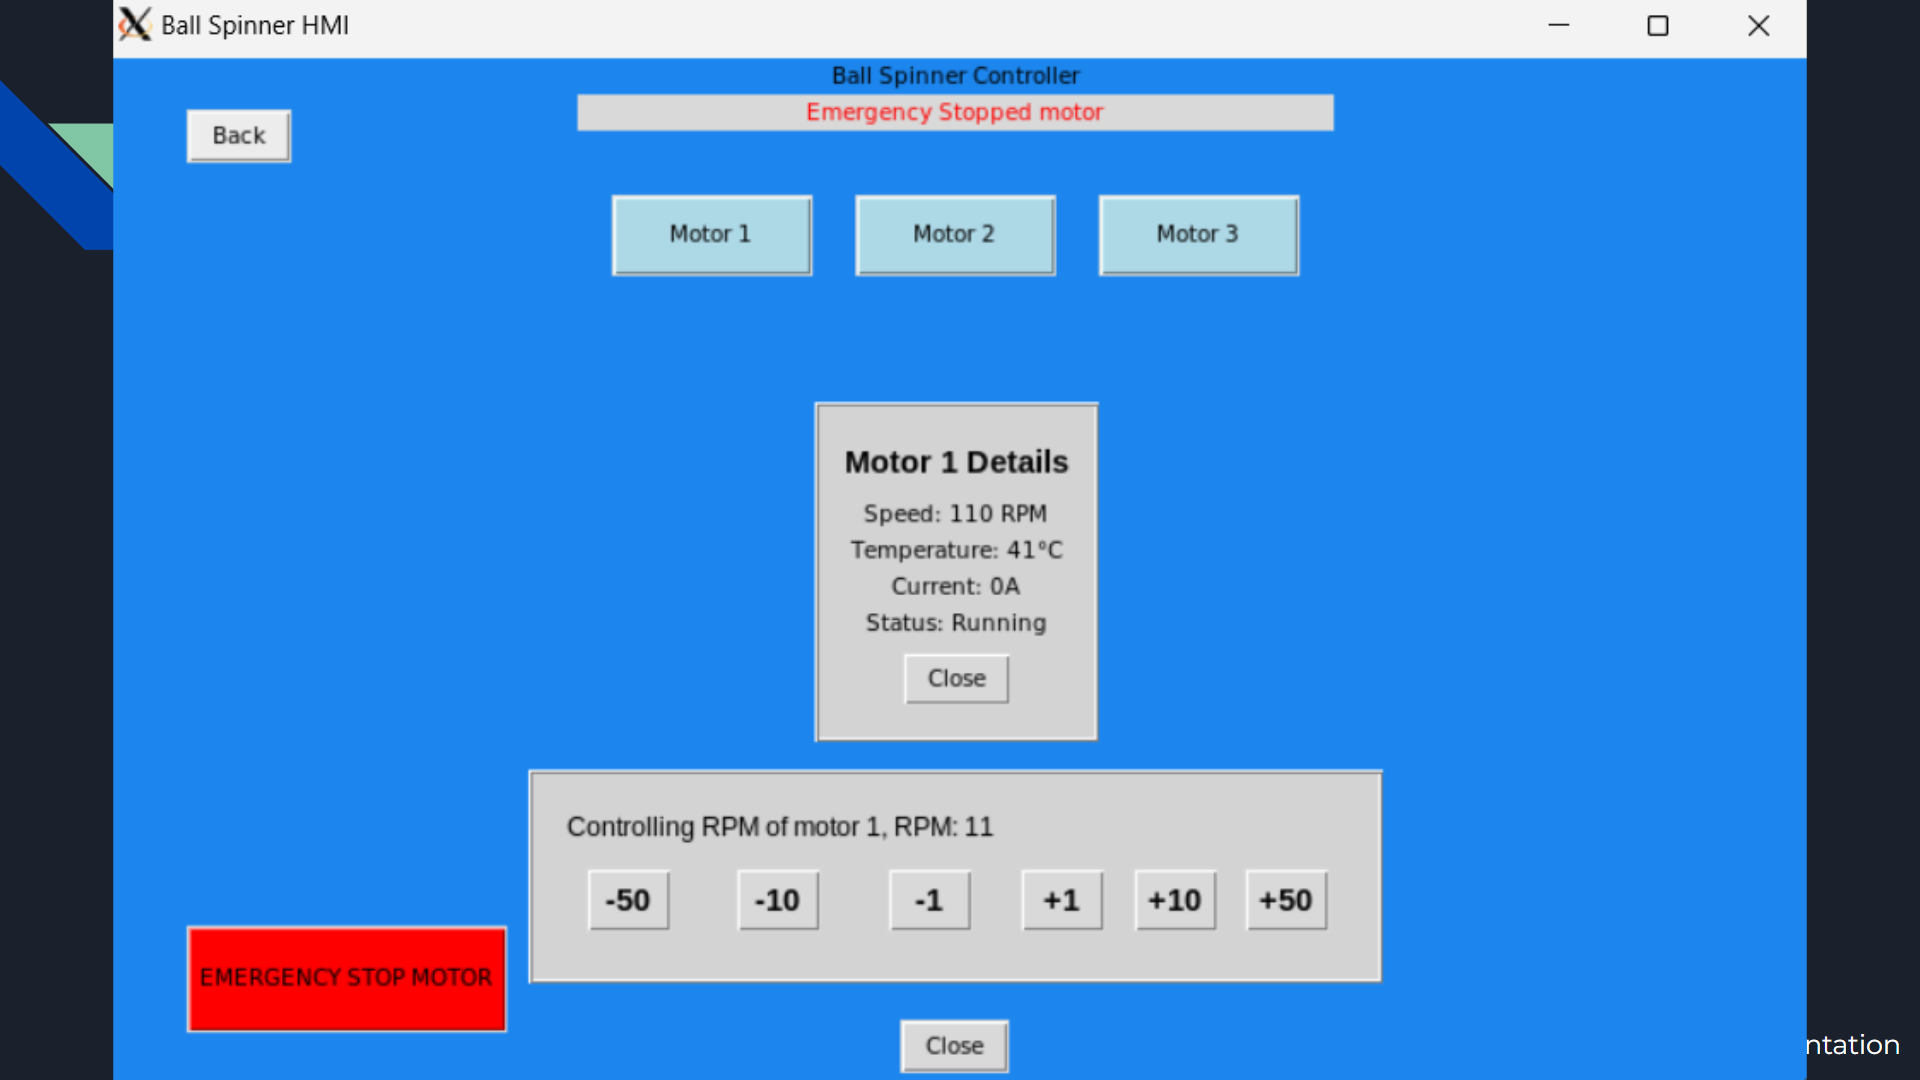 Ball Spinner HMI
Ball Spinner Controller
Emergency Stopped motor
Back
Motor 1
Motor 2
Motor 3
Motor 1 Details
Speed: 110 RPM
Temperature: 41°C
Current: 0A
Status: Running
Close
Controlling RPM of motor 1, RPM: 11
-50
-10
-1
+1
+10
+50
EMERGENCY STOP MOTOR
Close
ntation